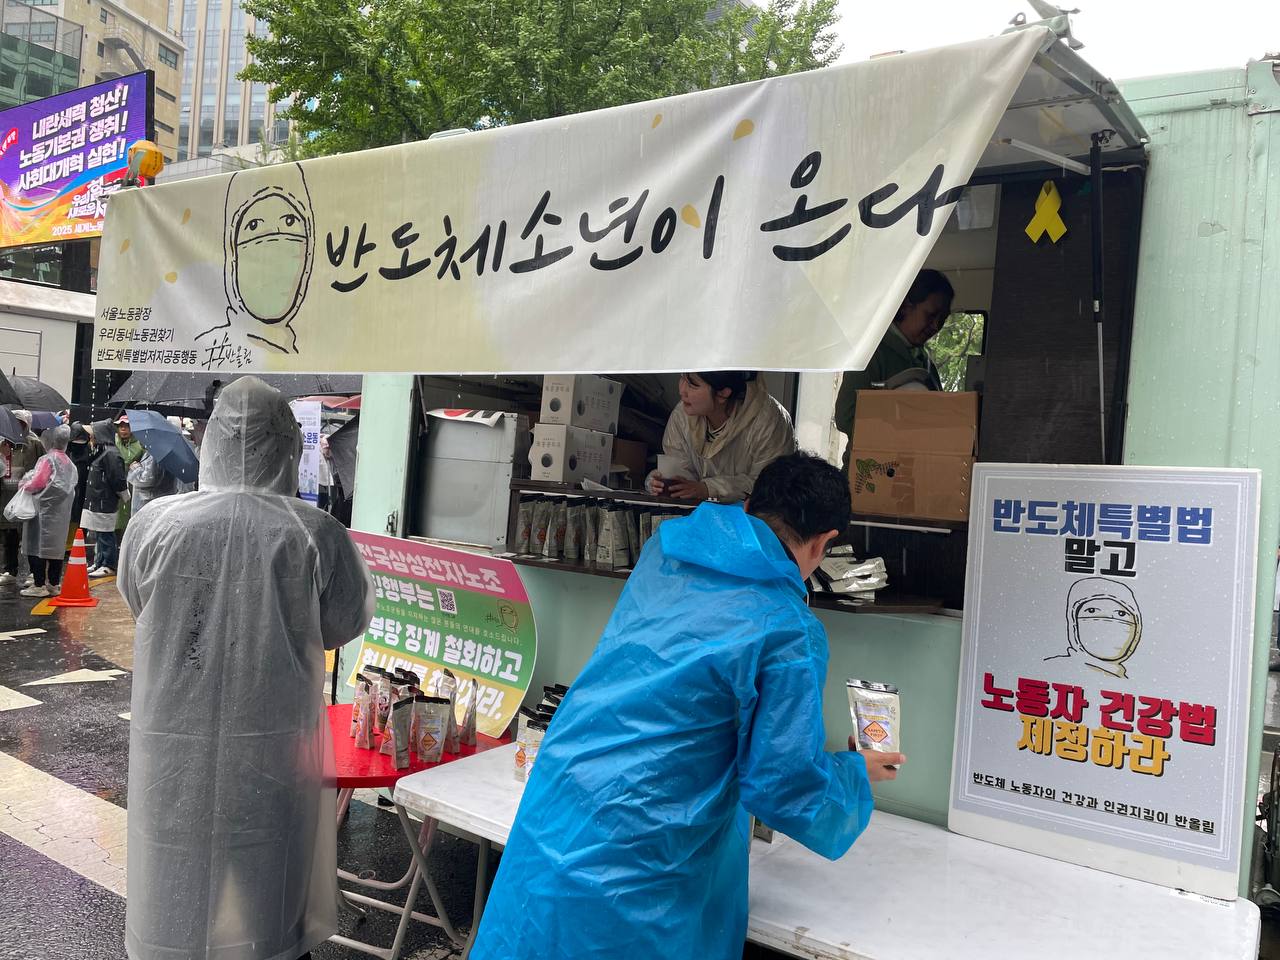 내란세력 청산!
노동기본권 쟁취!
사회대개혁 실현!
2025 세계노동
반도체소년이 온다
서울노동광장
우리동네노동권찾기
반도체특별법저지공동행동
반올림
전국삼성전자노조
집행부는
부당 징계 철회하고
반도체특별법
말고
노동자 건강법
제정하라
반도체 노동자의 건강과 인권지킴이 반올림
SAFETY
FIRST